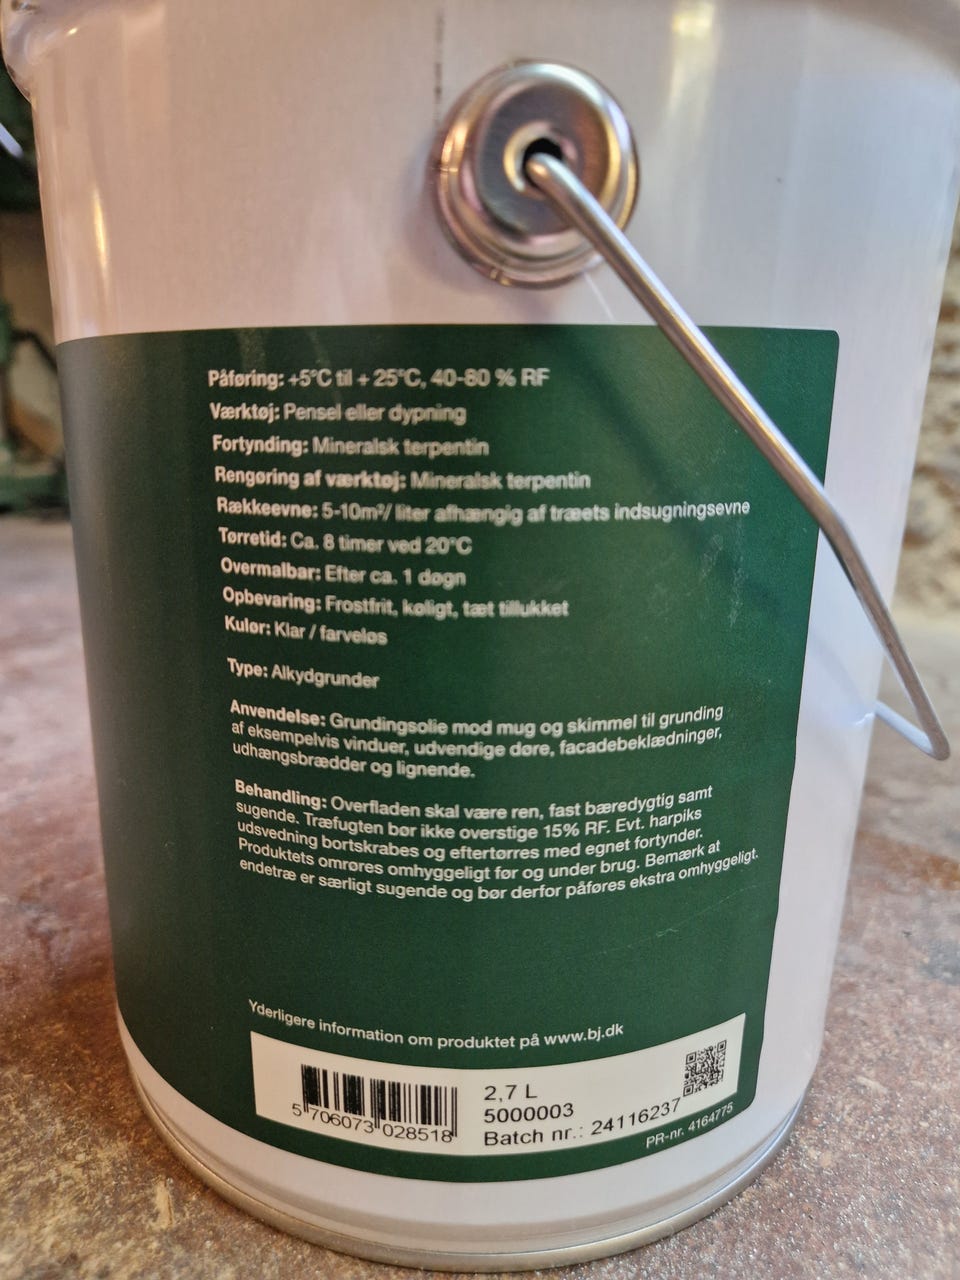 Påføring: +5°C til + 25°C, 40-80 % RF
Værktøj: Pensel eller dypning
Fortynding: Mineralsk terpentin
Rengøring af værktøj: Mineralsk terpentin
Rækkeevne: 5-10m²/ liter afhængig af træets indsugningsevne
Tørretid: Ca. 8 timer ved 20°C
Overmalbar: Efter ca. 1 døgn
Opbevaring: Frostfrit, køligt, tæt tillukket
Kulør: Klar / farveløs
Type: Alkydgrunder
Anvendelse: Grundingsolie mod mug og skimmel til grunding
af eksempelvis vinduer, udvendige døre, facadebeklædninger,
udhængsbrædder og lignende.
Behandling: Overfladen skal være ren, fast bæredygtig samt
sugende. Træfugten bør ikke overstige 15% RF. Evt. harpiks
udsvedning bortskrabes og eftertørres med egnet fortynder.
Produktets omrøres omhyggeligt før og under brug. Bemærk at
endetræ er særligt sugende og bør derfor påføres ekstra omhyggeligt.
Yderligere information om produktet på www.bj.dk
5 706073 028518
2,7 L
5000003
Batch nr.: 24116237
PR-nr. 4164775